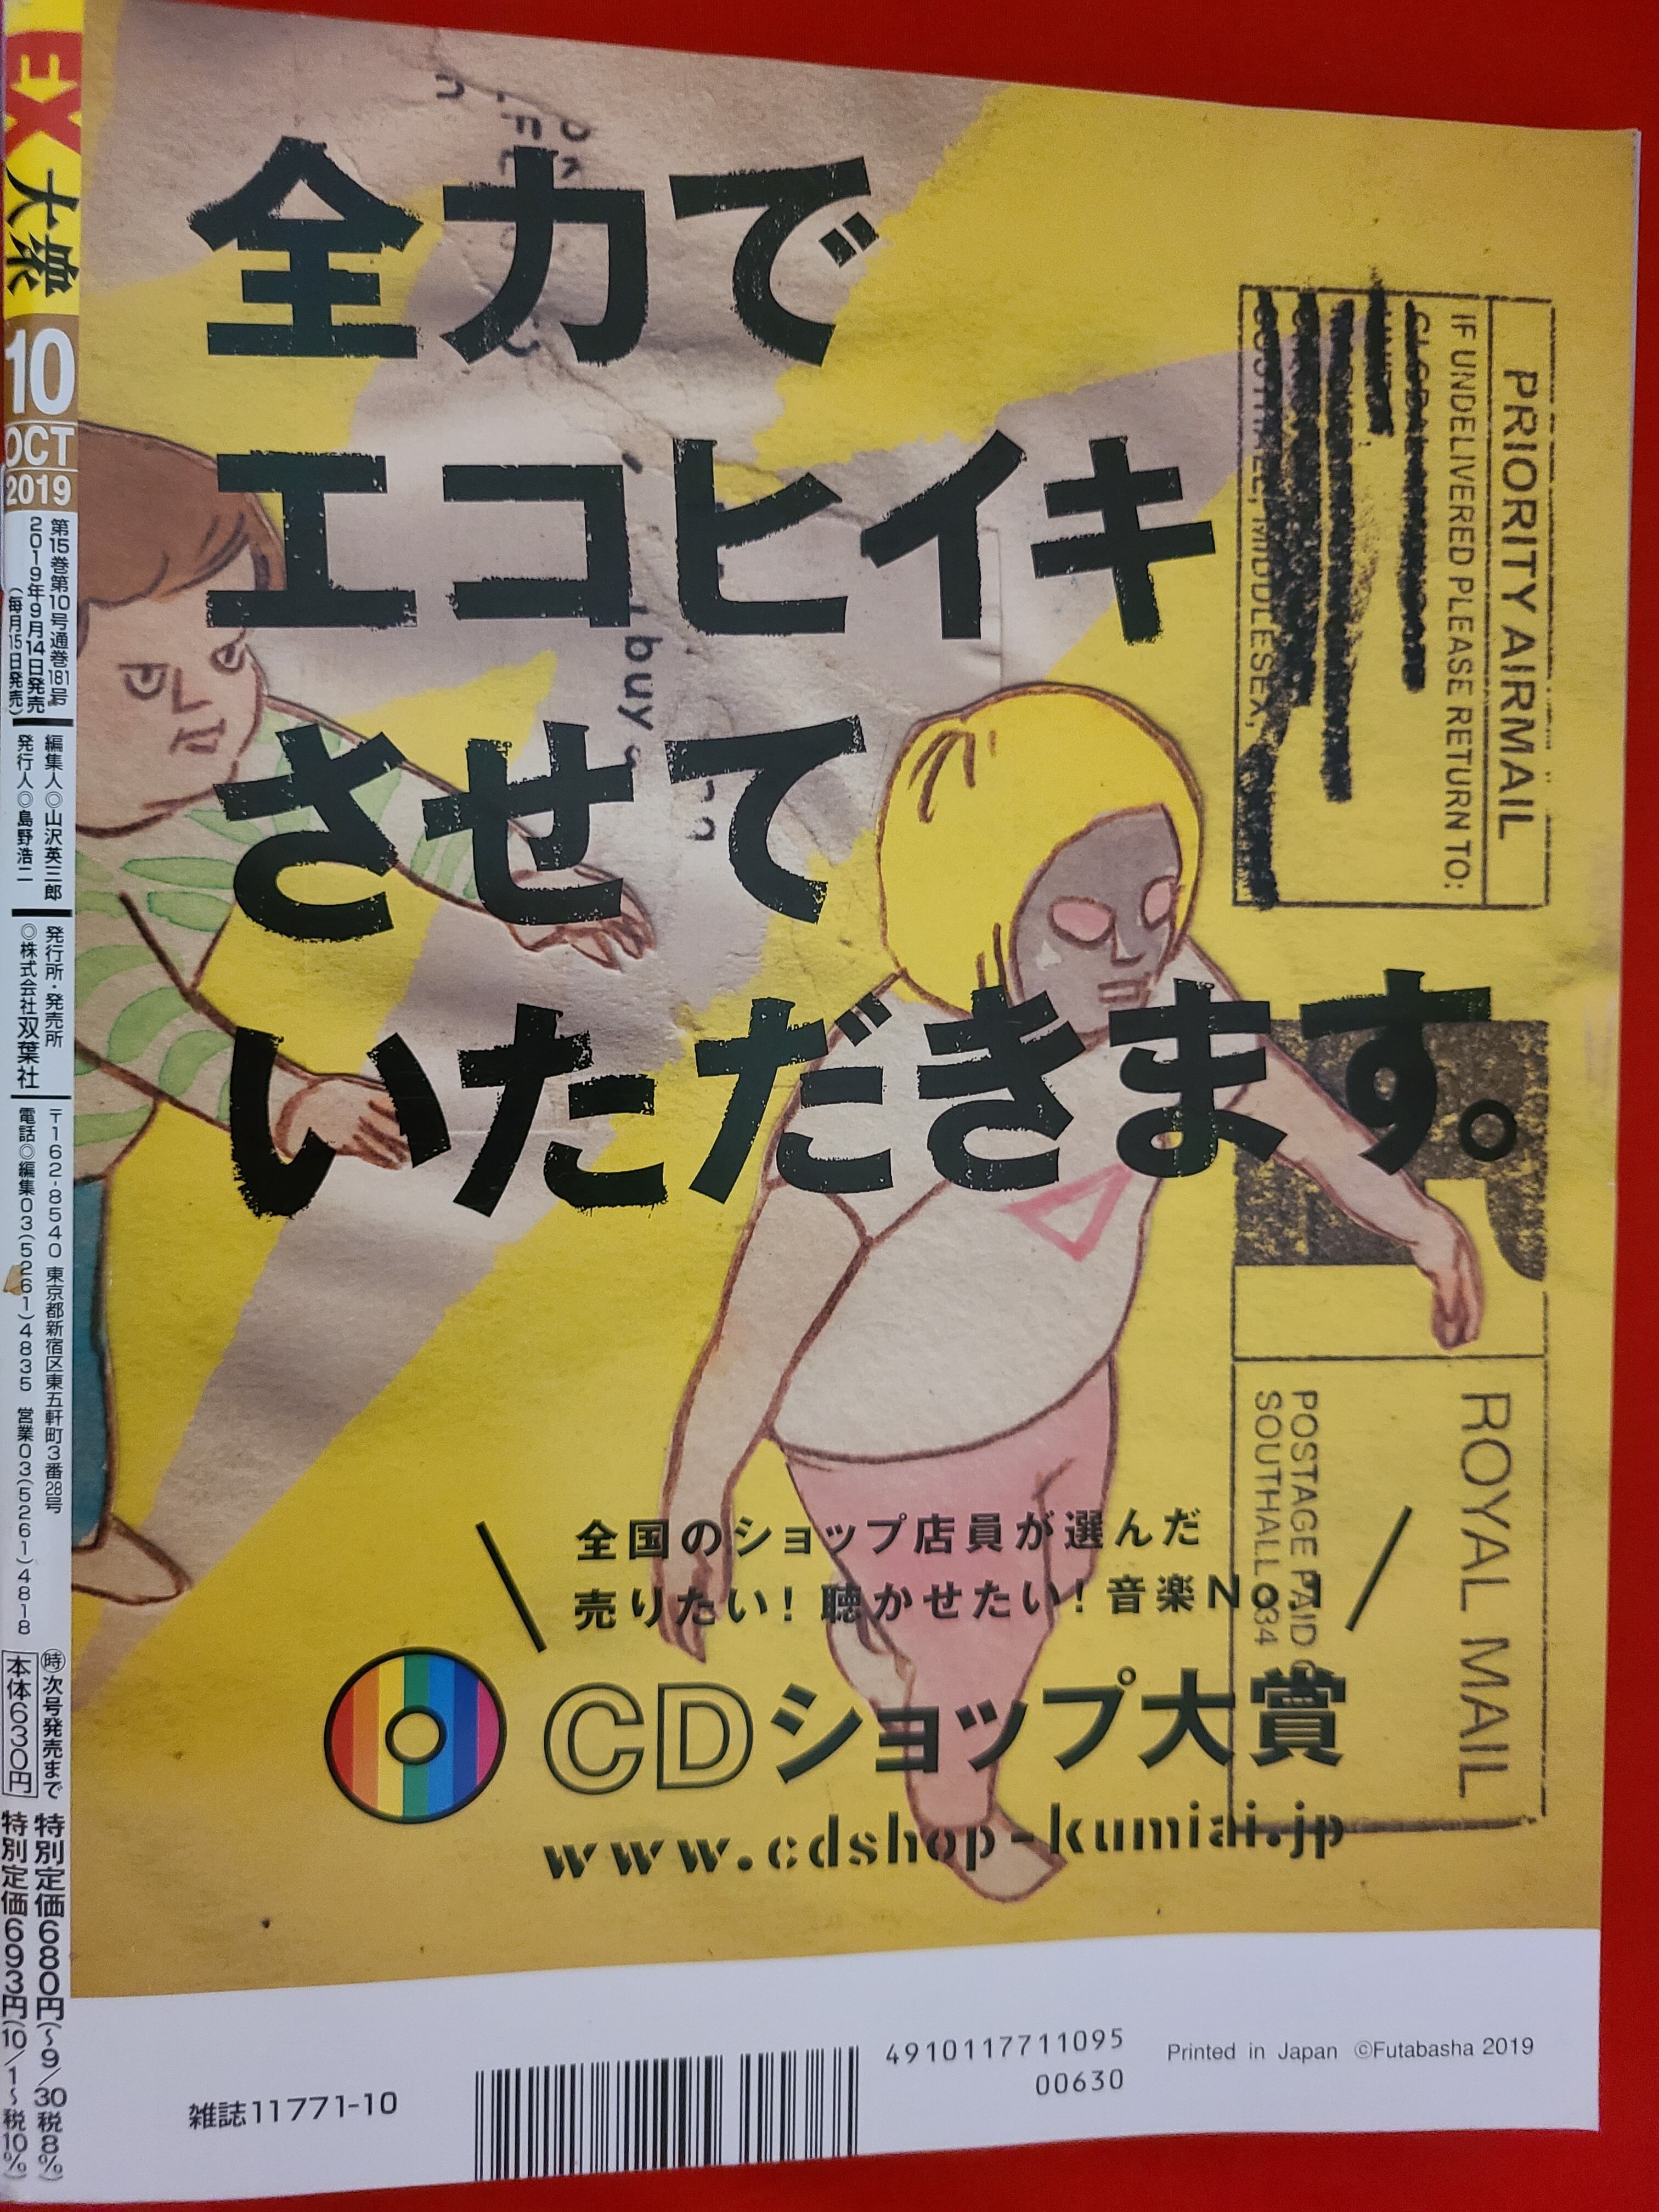 EX大衆
10
OCT
2019
第15巻第10号通巻181号
2019年9月14日発売
(毎月15日発売)
編集人◎山沢英三郎
発行人◎島野浩二
発行所・発売所
◎株式会社双葉社
〒162-8540 東京都新宿区東五軒町3番28号
電話◎編集03(5261)4835 営業03(5261)4818
時次号発売まで
本体630円
特別定価680円(〜9/30税8%)
特別定価693円(10/1〜税10%)
全力で
エコヒイキ
させて
いただきます。
buy
PRIORITY AIRMAIL
IF UNDELIVERED PLEASE RETURN TO:
MIDDLESEX,
ROYAL MAIL
POSTAGE PAID
SOUTHALL
全国のショップ店員が選んだ
売りたい!聴かせたい!音楽No.1
CDショップ大賞
www.cdshop-kumiai.jp
雑誌11771-10
4910117711095
00630
Printed in Japan ©Futabasha 2019